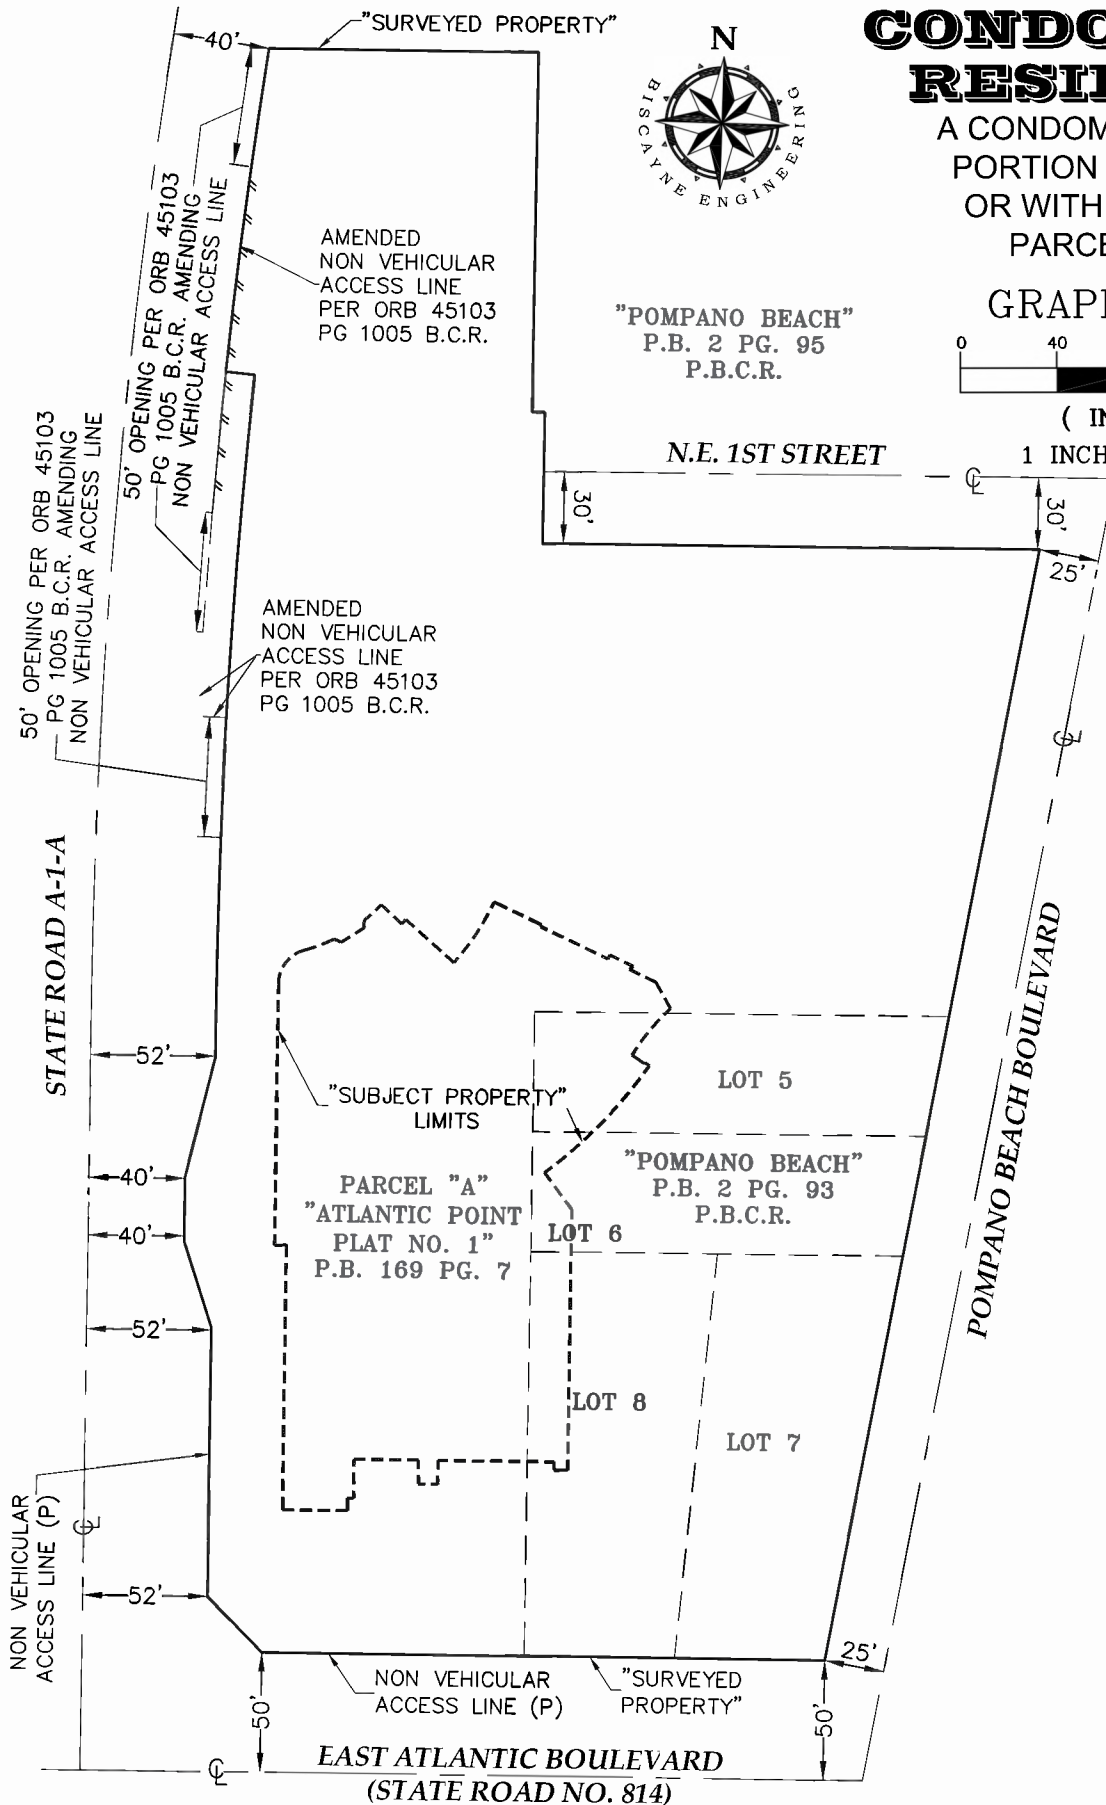 "SURVEYED PROPERTY"
40'
N
BISCAYNE ENGINEERING
CONDO
RESI
A CONDOM
PORTION
OR WITH
PARCE
GRAP
0 40
( I
1 INCH
50' OPENING PER ORB 45103
PG 1005 B.C.R. AMENDING
NON VEHICULAR ACCESS LINE
AMENDED
NON VEHICULAR
ACCESS LINE
PER ORB 45103
PG 1005 B.C.R.
"POMPANO BEACH"
P.B. 2 PG. 95
P.B.C.R.
N.E. 1ST STREET
30'
30'
25'
50' OPENING PER ORB 45103
PG 1005 B.C.R. AMENDING
NON VEHICULAR ACCESS LINE
AMENDED
NON VEHICULAR
ACCESS LINE
PER ORB 45103
PG 1005 B.C.R.
STATE ROAD A-1-A
POMPANO BEACH BOULEVARD
52'
"SUBJECT PROPERTY"
LIMITS
LOT 5
40'
40'
PARCEL "A"
"ATLANTIC POINT
PLAT NO. 1"
P.B. 169 PG. 7
"POMPANO BEACH"
P.B. 2 PG. 93
P.B.C.R.
LOT 6
52'
LOT 8
LOT 7
NON VEHICULAR
ACCESS LINE (P)
52'
25'
NON VEHICULAR
ACCESS LINE (P)
"SURVEYED
PROPERTY"
50'
50'
EAST ATLANTIC BOULEVARD
(STATE ROAD NO. 814)